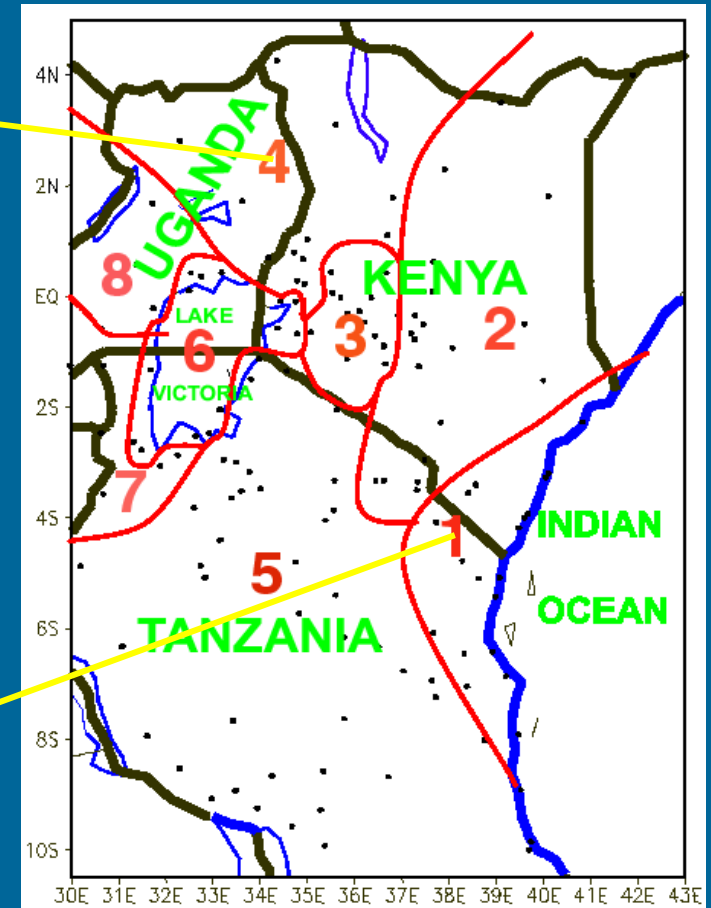 4N
4
UGANDA
2N
8
KENYA
EQ
LAKE
6
3
2
VICTORIA
2S
7
4S
1
INDIAN
5
OCEAN
6S
TANZANIA
8S
10S
30E 31E 32E 33E 34E 35E 36E 37E 38E 39E 40E 41E 42E 43E